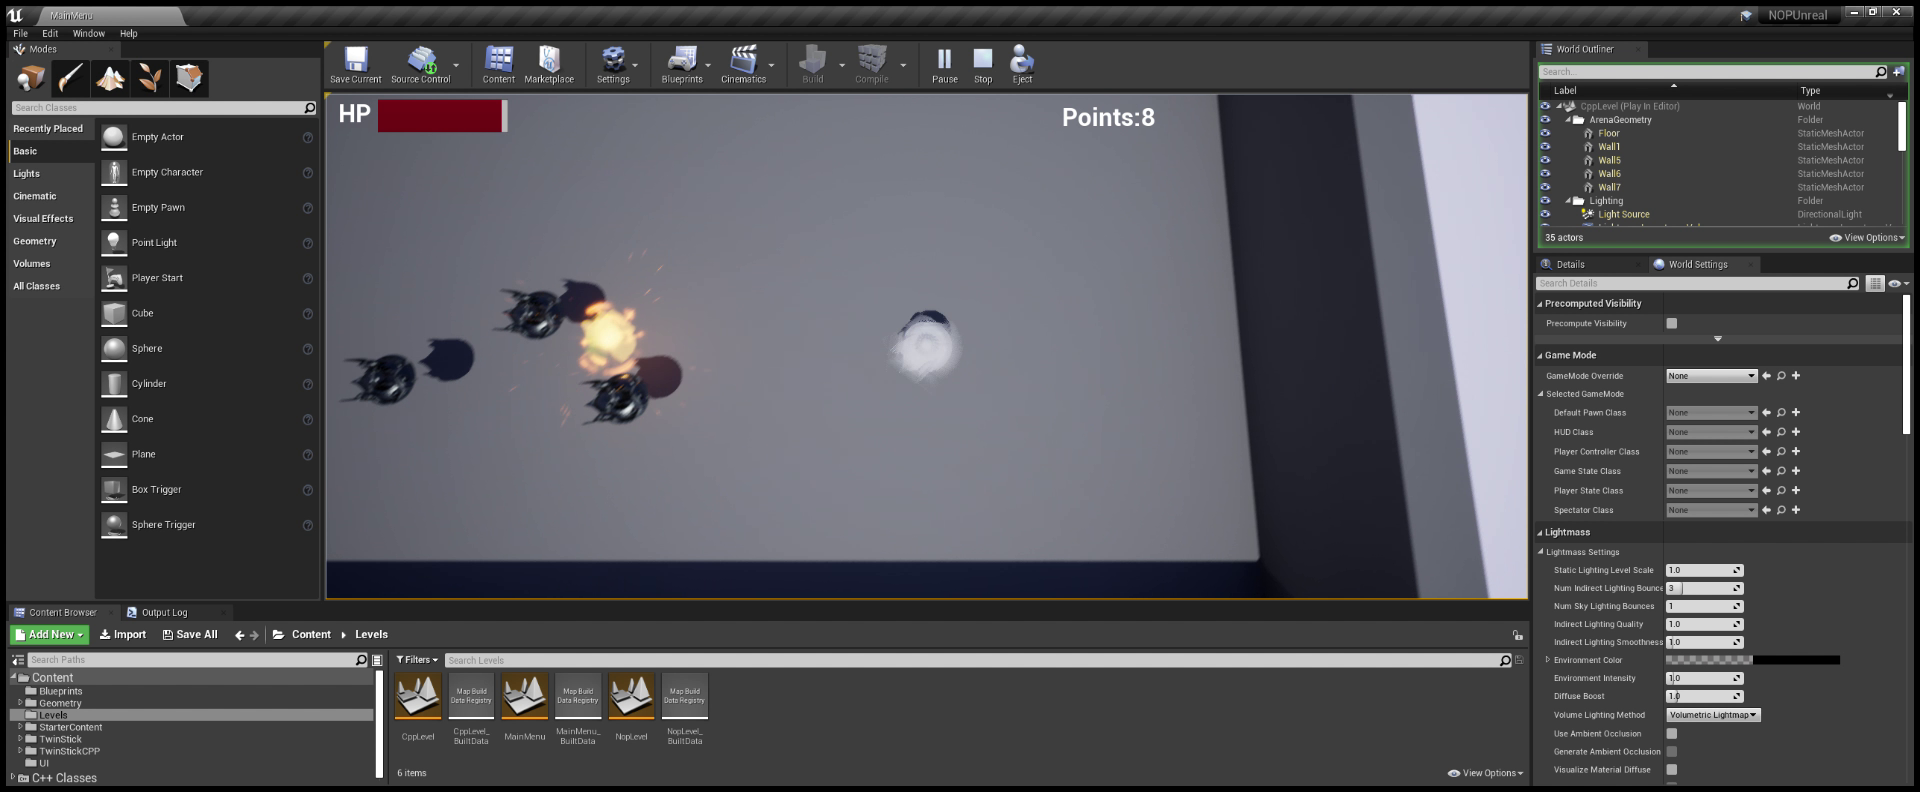 MainMenu
NOPUnreal
File Edit Window Help
Modes
Search Classes
Recently Placed
Basic
Lights
Cinematic
Visual Effects
Geometry
Volumes
All Classes
Empty Actor
Empty Character
Empty Pawn
Point Light
Player Start
Cube
Sphere
Cylinder
Cone
Plane
Box Trigger
Sphere Trigger
Save Current Source Control Content Marketplace Settings Blueprints Cinematics Build Compile Pause Stop Eject
HP
Points:8
World Outliner
Search...
Label Type
CppLevel (Play In Editor) World
ArenaGeometry Folder
Floor StaticMeshActor
Wall1 StaticMeshActor
Wall5 StaticMeshActor
Wall6 StaticMeshActor
Wall7 StaticMeshActor
Lighting Folder
Light Source DirectionalLight
35 actors View Options
Details World Settings
Search Details
Precomputed Visibility
Precompute Visibility
Game Mode
GameMode Override None
Selected GameMode
Default Pawn Class None
HUD Class None
Player Controller Class None
Game State Class None
Player State Class None
Spectator Class None
Lightmass
Lightmass Settings
Static Lighting Level Scale 1.0
Num Indirect Lighting Bounce 3
Num Sky Lighting Bounces 1
Indirect Lighting Quality 1.0
Indirect Lighting Smoothness 1.0
Environment Color
Environment Intensity 1.0
Diffuse Boost 1.0
Volume Lighting Method Volumetric Lightmap
Use Ambient Occlusion
Generate Ambient Occlusion
Visualize Material Diffuse
Content Browser Output Log
Add New Import Save All Content Levels
Search Paths
Content
Blueprints
Geometry
Levels
StarterContent
TwinStick
TwinStickCPP
UI
C++ Classes
Filters Search Levels
Map Build
Data Registry
Map Build
Data Registry
Map Build
Data Registry
CppLevel
CppLevel_
BuiltData
MainMenu
MainMenu_
BuiltData
NopLevel
NopLevel_
BuiltData
6 items View Options